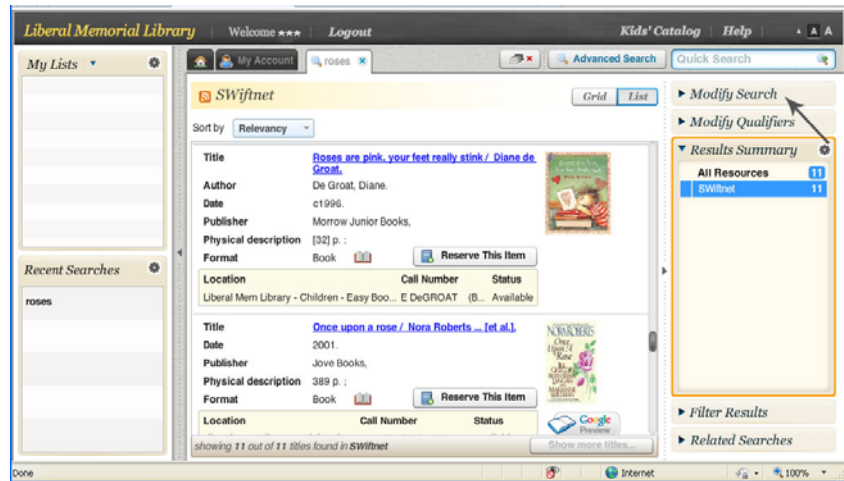 Liberal Memorial Library Welcome *** Logout Kids' Catalog Help A A A
My Lists
My Account roses Advanced Search Quick Search
SWiftnet Grid List
Sort by Relevancy
Title Roses are pink, your feet really stink / Diane de
Groat.
Author De Groat, Diane.
Date c1996.
Publisher Morrow Junior Books,
Physical description [32] p. ;
Format Book Reserve This Item
Location Call Number Status
Liberal Mem Library - Children - Easy Boo... E DeGROAT (B... Available
Title Once upon a rose / Nora Roberts ... [et al.].
Date 2001.
Publisher Jove Books,
Physical description 389 p. ;
Format Book Reserve This Item
Location Call Number Status
NORA ROBERTS
Once
Upon A
Rose
Google
Preview
showing 11 out of 11 titles found in SWiftnet Show more titles...
Recent Searches
roses
Modify Search
Modify Qualifiers
Results Summary
All Resources 11
SWiftnet 11
Filter Results
Related Searches
Done Internet 100%